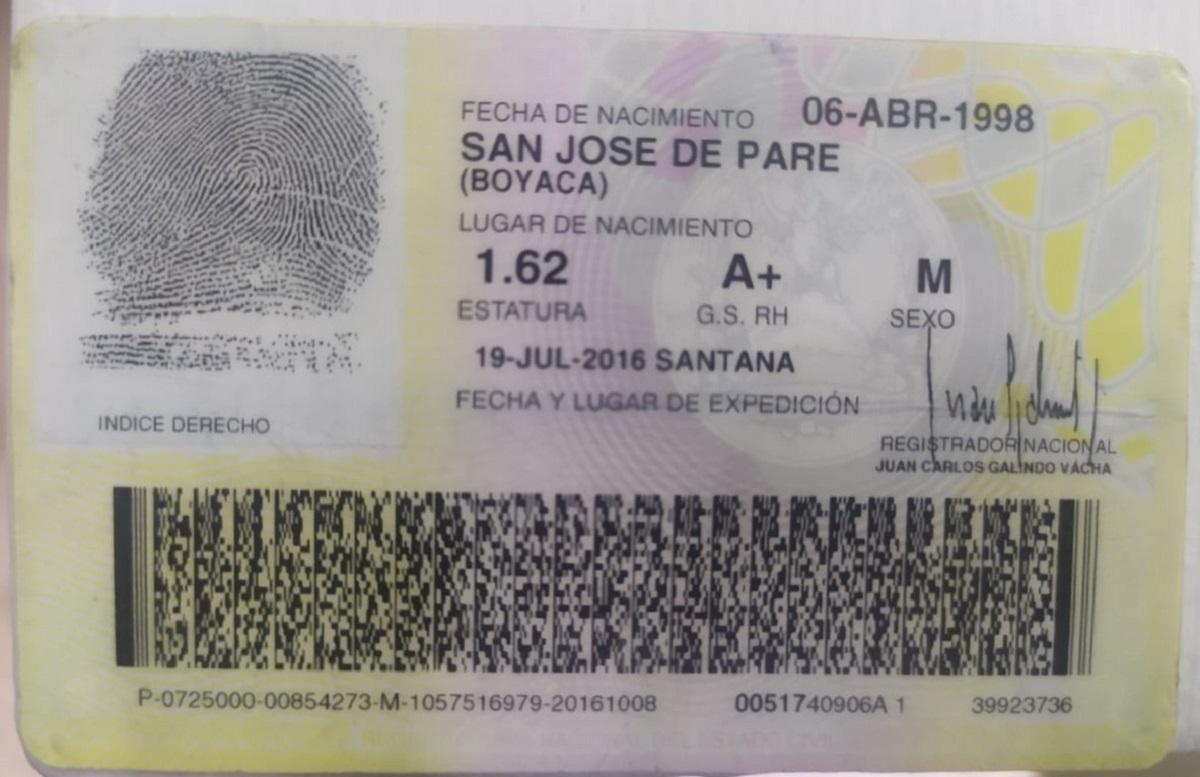 FECHA DE NACIMIENTO 06-ABR-1998
SAN JOSE DE PARE
(BOYACA)
LUGAR DE NACIMIENTO
1.62 A+ M
ESTATURA G.S. RH SEXO
19-JUL-2016 SANTANA
FECHA Y LUGAR DE EXPEDICIÓN
INDICE DERECHO
REGISTRADOR NACIONAL
JUAN CARLOS GALINDO VÁCHA
P-0725000-00854273-M-1057516979-20161008 0051740906A 1 39923736